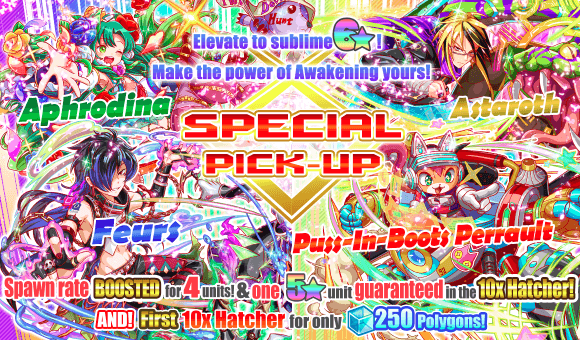 Hunt
Elevate to sublime 6★!
Make the power of Awakening yours!
Aphrodina
Astaroth
SPECIAL
PICK-UP
Feurs
Puss-In-Boots Perrault
Spawn rate BOOSTED for 4 units! & one, 5★ unit guaranteed in the 10x Hatcher!
AND! First 10x Hatcher for only 250 Polygons!